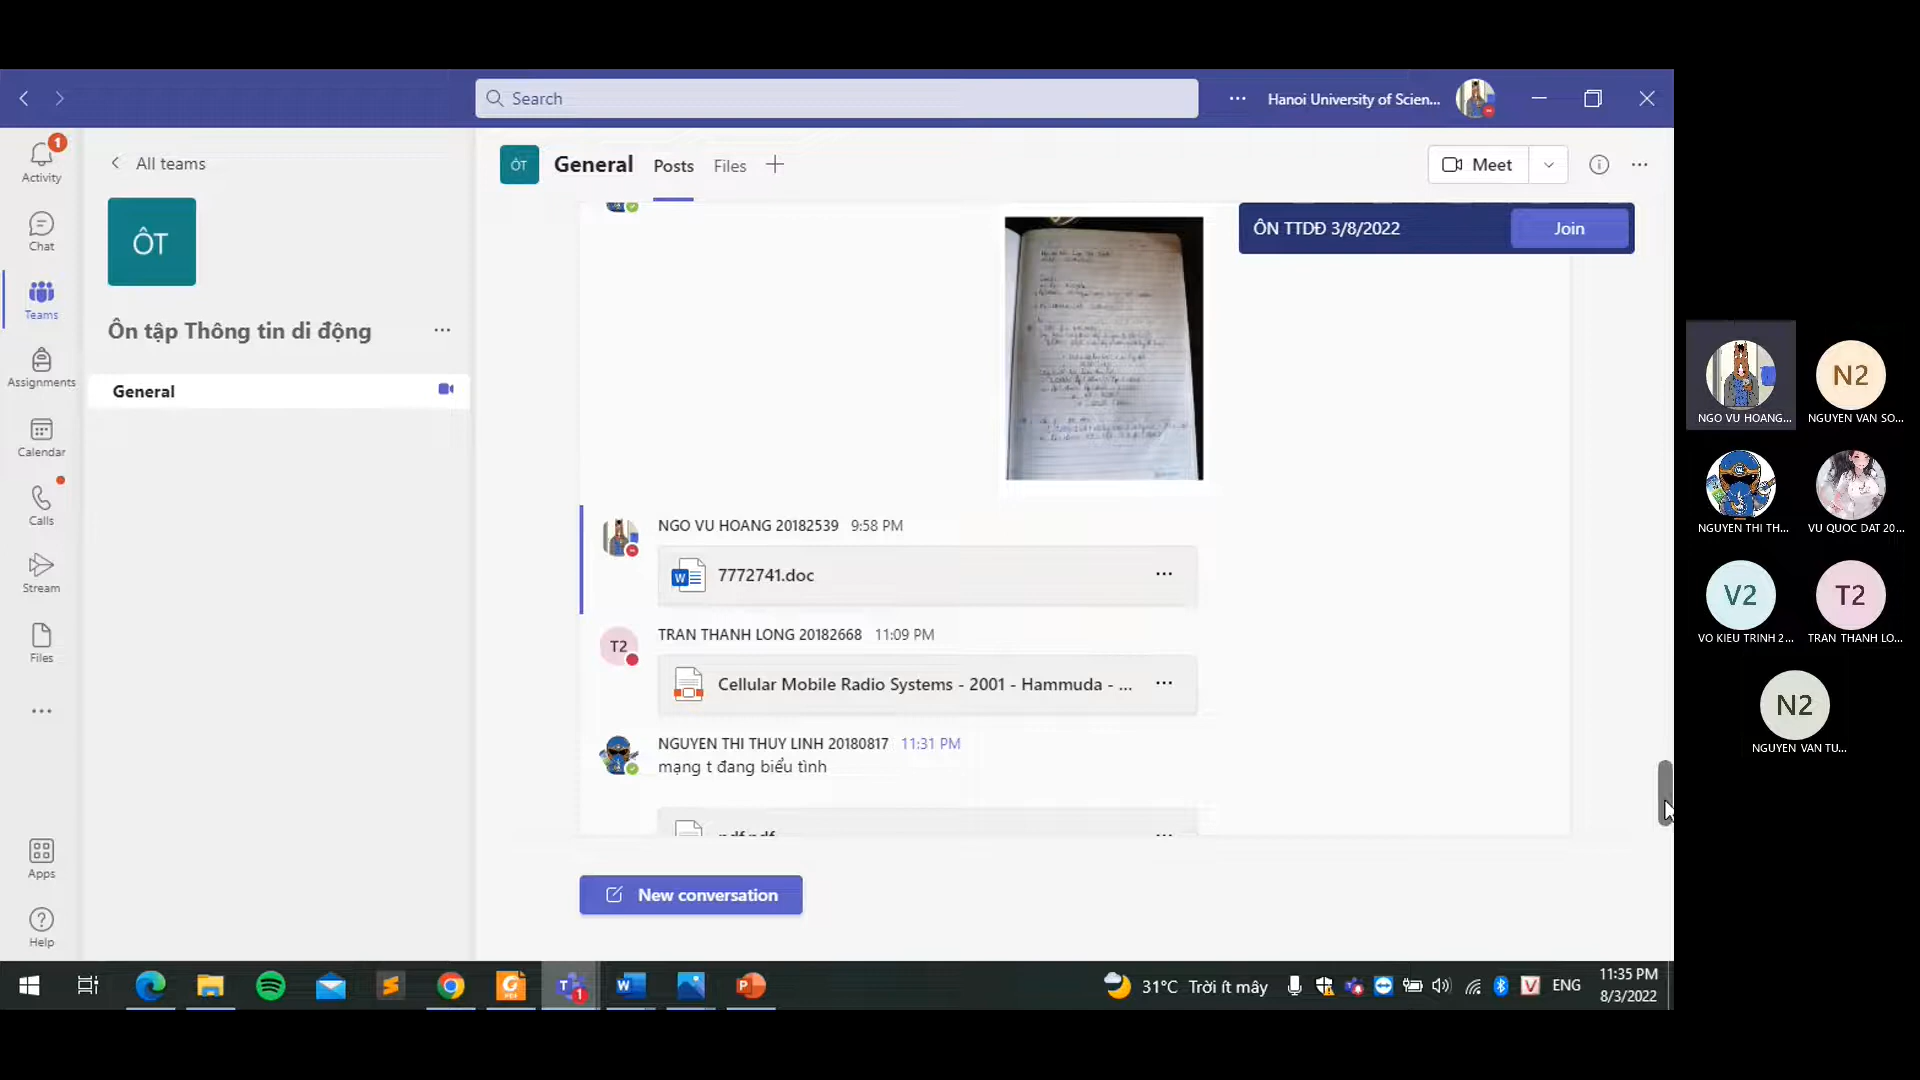 Search
Hanoi University of Scien...
1
Activity
Chat
Teams
Assignments
Calendar
Calls
Stream
Files
Apps
Help
All teams
ÔT
Ôn tập Thông tin di động
General
ÔT
General
Posts
Files
Meet
ÔN TTDĐ 3/8/2022
Join
NGO VU HOANG 20182539 9:58 PM
7772741.doc
T2
TRAN THANH LONG 20182668 11:09 PM
Cellular Mobile Radio Systems - 2001 - Hammuda - ...
NGUYEN THI THUY LINH 20180817 11:31 PM
mạng t đang biểu tình
pdf.pdf
New conversation
NGO VU HOANG...
N2
NGUYEN VAN SO...
NGUYEN THI TH...
VU QUOC DAT 20...
V2
VO KIEU TRINH 2...
T2
TRAN THANH LO...
N2
NGUYEN VAN TU...
1
31°C Trời ít mây
ENG
11:35 PM
8/3/2022